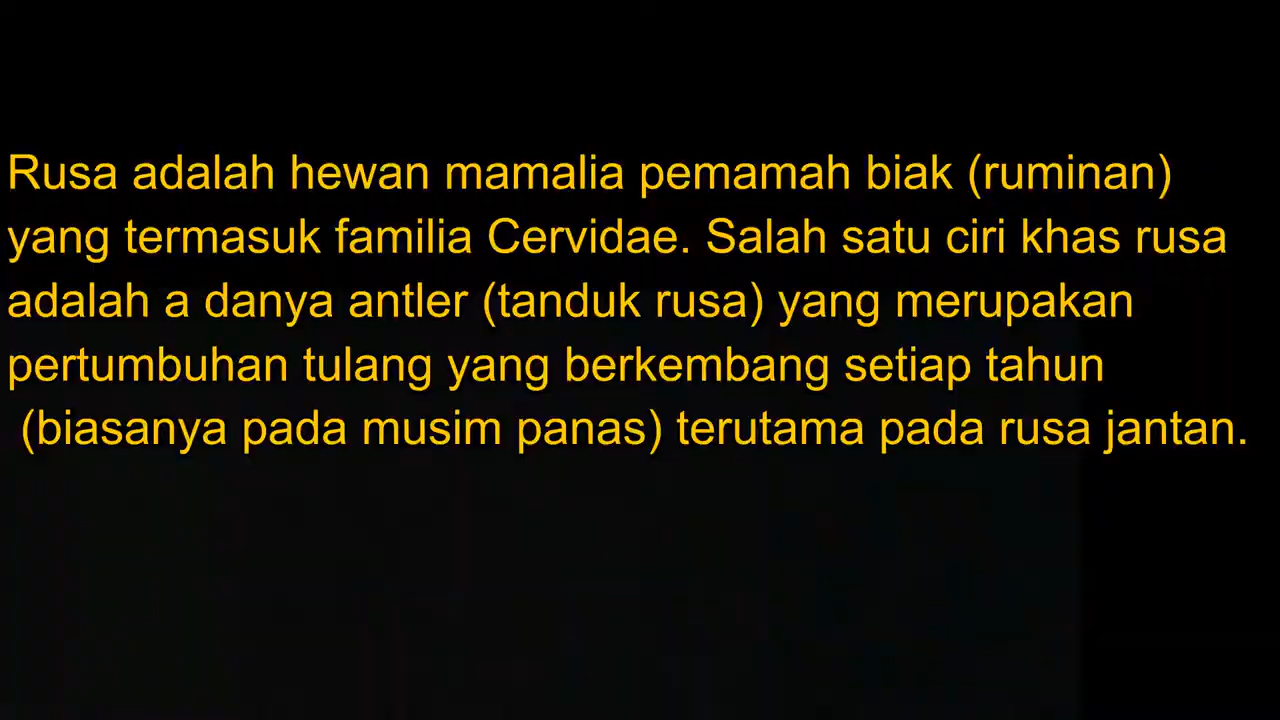 Rusa adalah hewan mamalia pemamah biak (ruminan)
yang termasuk familia Cervidae. Salah satu ciri khas rusa
adalah a danya antler (tanduk rusa) yang merupakan
pertumbuhan tulang yang berkembang setiap tahun
(biasanya pada musim panas) terutama pada rusa jantan.